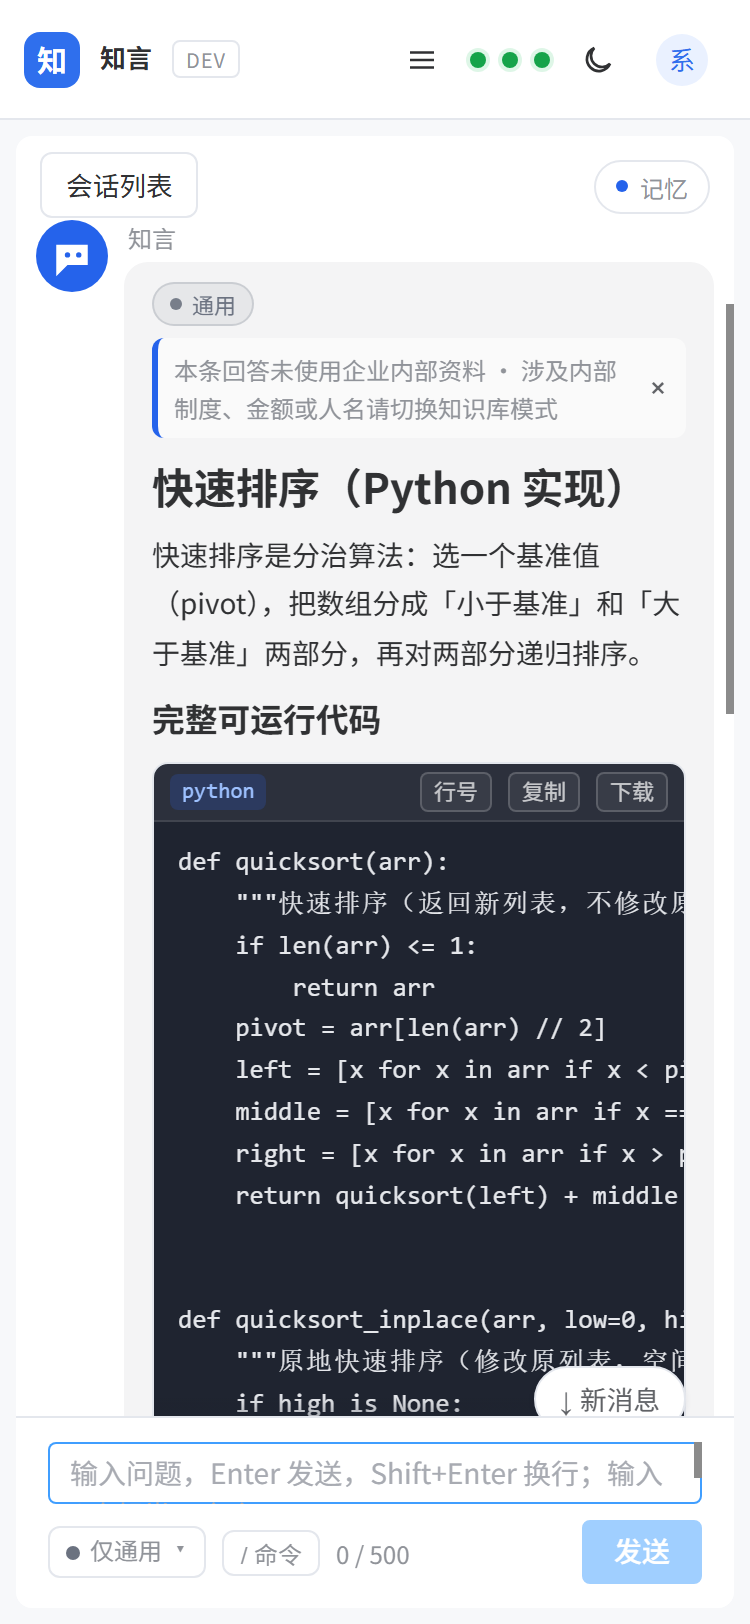 知 知言 DEV 系
会话列表 记忆
知言
通用
本条回答未使用企业内部资料 · 涉及内部
制度、金额或人名请切换知识库模式 ×
快速排序（Python 实现）
快速排序是分治算法：选一个基准值
（pivot），把数组分成「小于基准」和「大
于基准」两部分，再对两部分递归排序。
完整可运行代码
python 行号 复制 下载
def quicksort(arr):
    """快速排序（返回新列表，不修改原
    if len(arr) <= 1:
        return arr
    pivot = arr[len(arr) // 2]
    left = [x for x in arr if x < pi
    middle = [x for x in arr if x ==
    right = [x for x in arr if x > p
    return quicksort(left) + middle
def quicksort_inplace(arr, low=0, hi
    """原地快速排序（修改原列表，空间
    if high is None:
↓ 新消息
输入问题，Enter 发送，Shift+Enter 换行；输入
仅通用 ▾ / 命令 0 / 500 发送